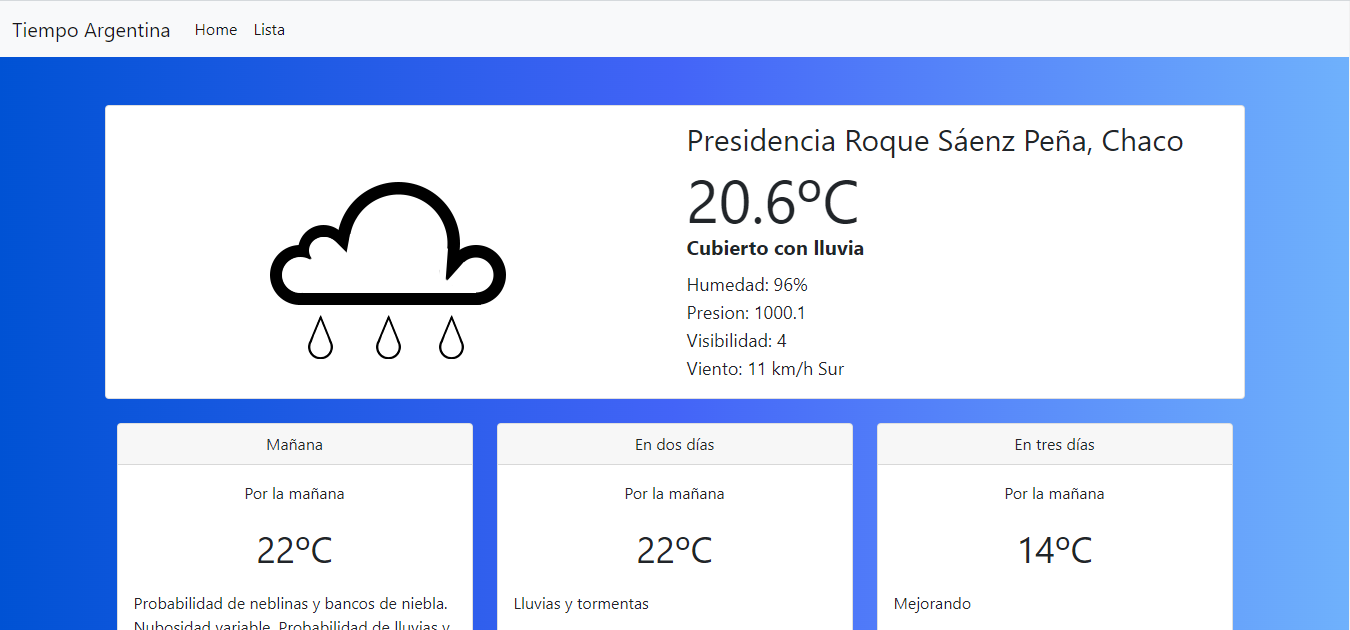 Tiempo Argentina Home Lista
Presidencia Roque Sáenz Peña, Chaco
20.6ºC
Cubierto con lluvia
Humedad: 96%
Presion: 1000.1
Visibilidad: 4
Viento: 11 km/h Sur
Mañana
Por la mañana
22ºC
Probabilidad de neblinas y bancos de niebla.
Nubosidad variable. Probabilidad de lluvias y
En dos días
Por la mañana
22ºC
Lluvias y tormentas
En tres días
Por la mañana
14ºC
Mejorando